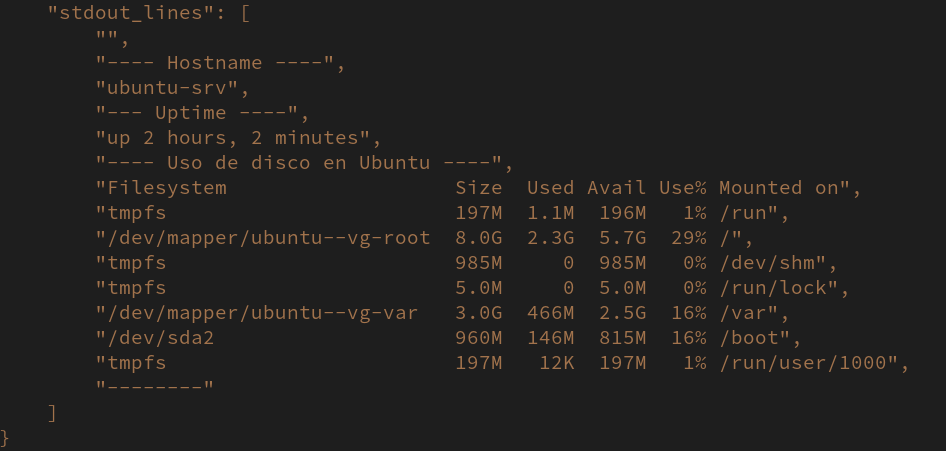 "stdout_lines": [
        "",
        "---- Hostname ----",
        "ubuntu-srv",
        "--- Uptime ----",
        "up 2 hours, 2 minutes",
        "---- Uso de disco en Ubuntu ----",
        "Filesystem                   Size  Used Avail Use% Mounted on",
        "tmpfs                        197M  1.1M  196M   1% /run",
        "/dev/mapper/ubuntu--vg-root  8.0G  2.3G  5.7G  29% /",
        "tmpfs                        985M     0  985M   0% /dev/shm",
        "tmpfs                        5.0M     0  5.0M   0% /run/lock",
        "/dev/mapper/ubuntu--vg-var   3.0G  466M  2.5G  16% /var",
        "/dev/sda2                    960M  146M  815M  16% /boot",
        "tmpfs                        197M   12K  197M   1% /run/user/1000",
        "--------"
    ]
}